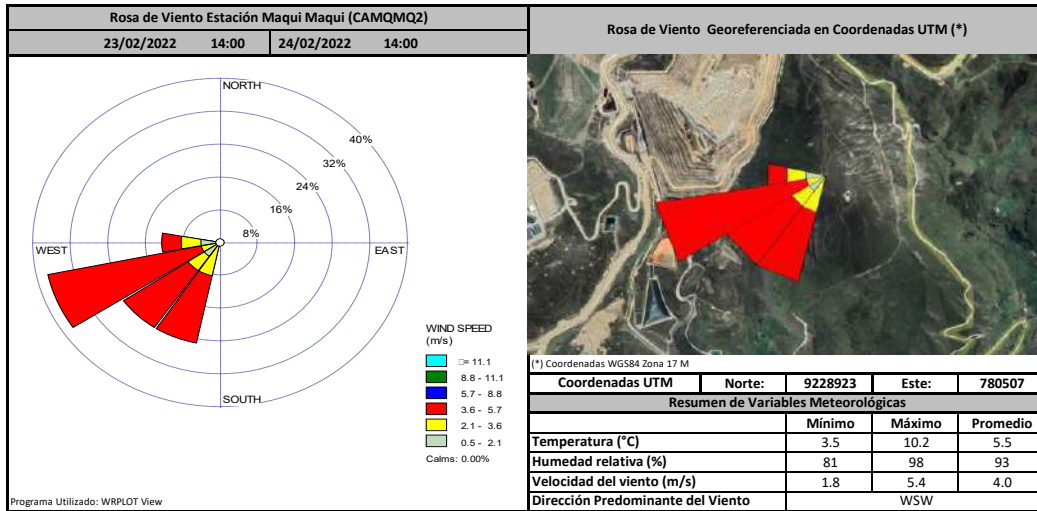 Rosa de Viento Estación Maqui Maqui (CAMQMQ2)
23/02/2022 14:00 24/02/2022 14:00
NORTH
40%
32%
24%
16%
8%
WEST
EAST
SOUTH
WIND SPEED
(m/s)
□= 11.1
8.8 - 11.1
5.7 - 8.8
3.6 - 5.7
2.1 - 3.6
0.5 - 2.1
Calms: 0.00%
Programa Utilizado: WRPLOT View
Rosa de Viento Georeferenciada en Coordenadas UTM (*)
(*) Coordenadas WGS84 Zona 17 M
Coordenadas UTM Norte: 9228923 Este: 780507
Resumen de Variables Meteorológicas
Mínimo Máximo Promedio
Temperatura (°C) 3.5 10.2 5.5
Humedad relativa (%) 81 98 93
Velocidad del viento (m/s) 1.8 5.4 4.0
Dirección Predominante del Viento WSW